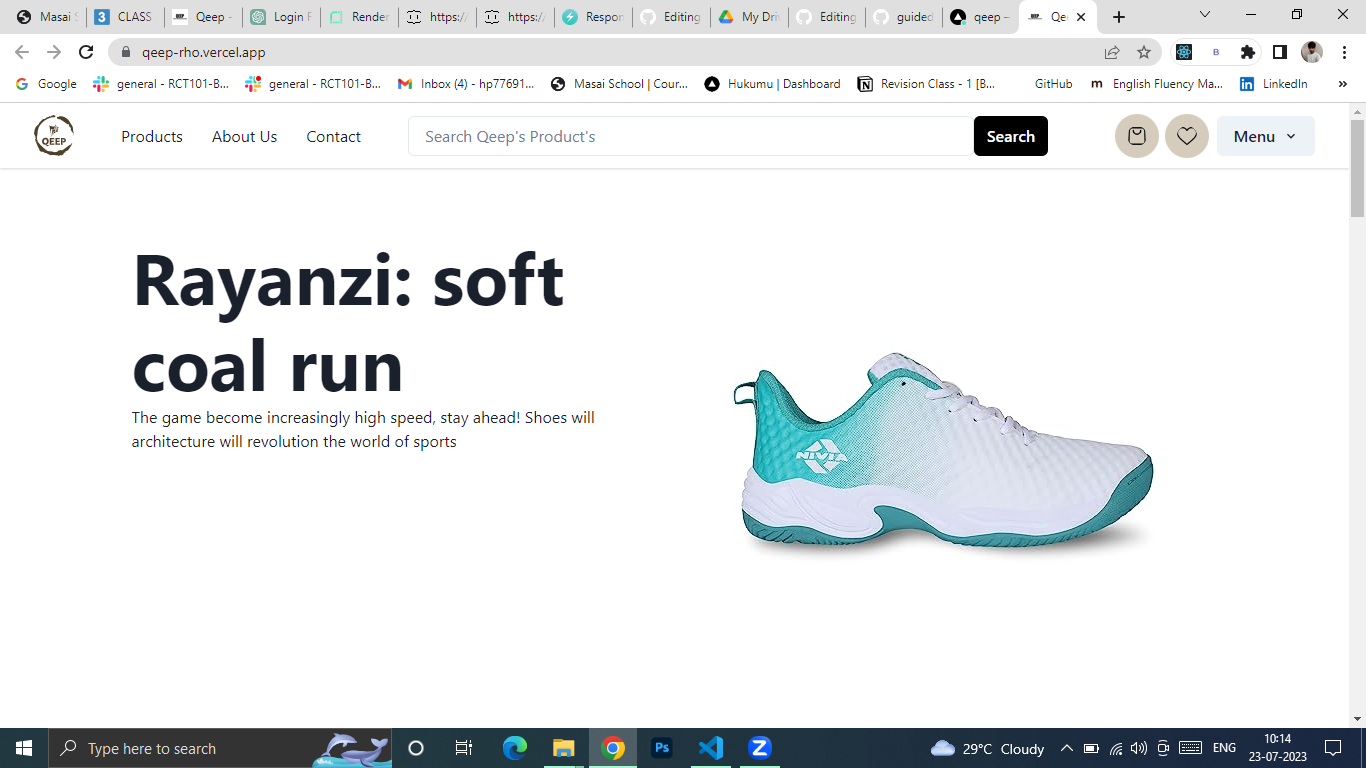 Masai S
CLASS
Qeep -
Login F
Render
https:/
https:/
Respon
Editing
My Driv
Editing
guided
qeep –
Qe
qeep-rho.vercel.app
Google
general - RCT101-B...
general - RCT101-B...
Inbox (4) - hp77691...
Masai School | Cour...
Hukumu | Dashboard
Revision Class - 1 [B...
GitHub
English Fluency Ma...
LinkedIn
»
QEEP
Products
About Us
Contact
Search Qeep's Product's
Search
Menu
Rayanzi: soft
coal run
The game become increasingly high speed, stay ahead! Shoes will
architecture will revolution the world of sports
NIVIA
Type here to search
Ps
29°C Cloudy
ENG
10:14
23-07-2023